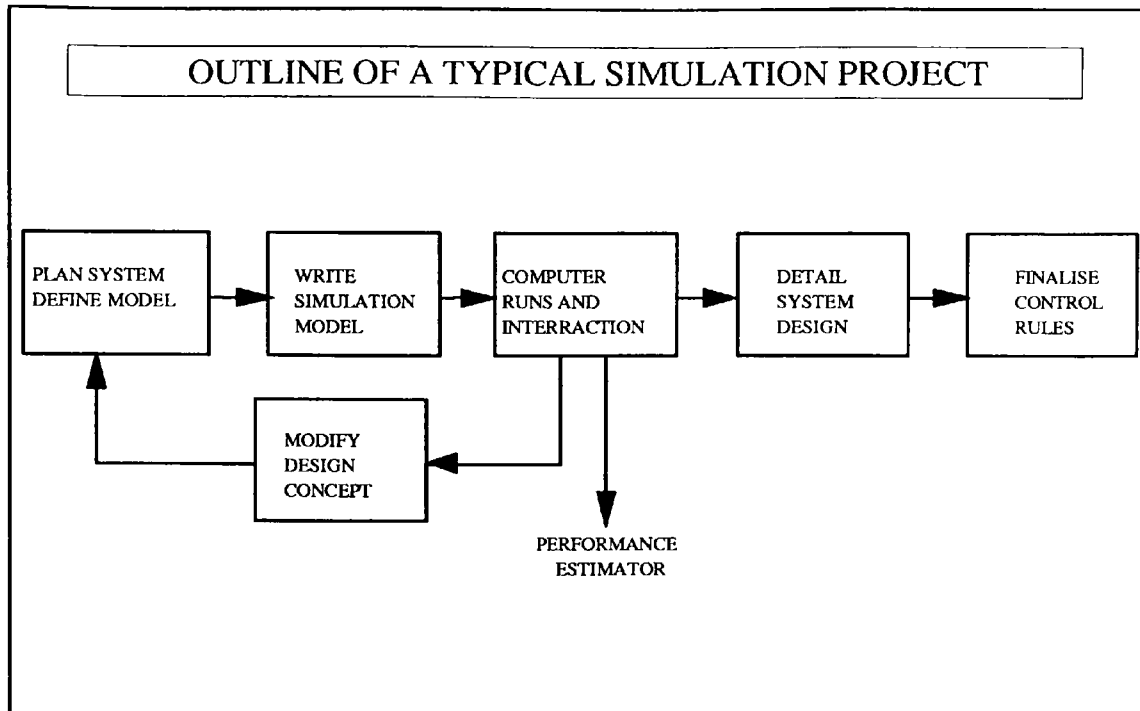 OUTLINE OF A TYPICAL SIMULATION PROJECT
PLAN SYSTEM
DEFINE MODEL
WRITE
SIMULATION
MODEL
COMPUTER
RUNS AND
INTERRACTION
DETAIL
SYSTEM
DESIGN
FINALISE
CONTROL
RULES
MODIFY
DESIGN
CONCEPT
PERFORMANCE
ESTIMATOR